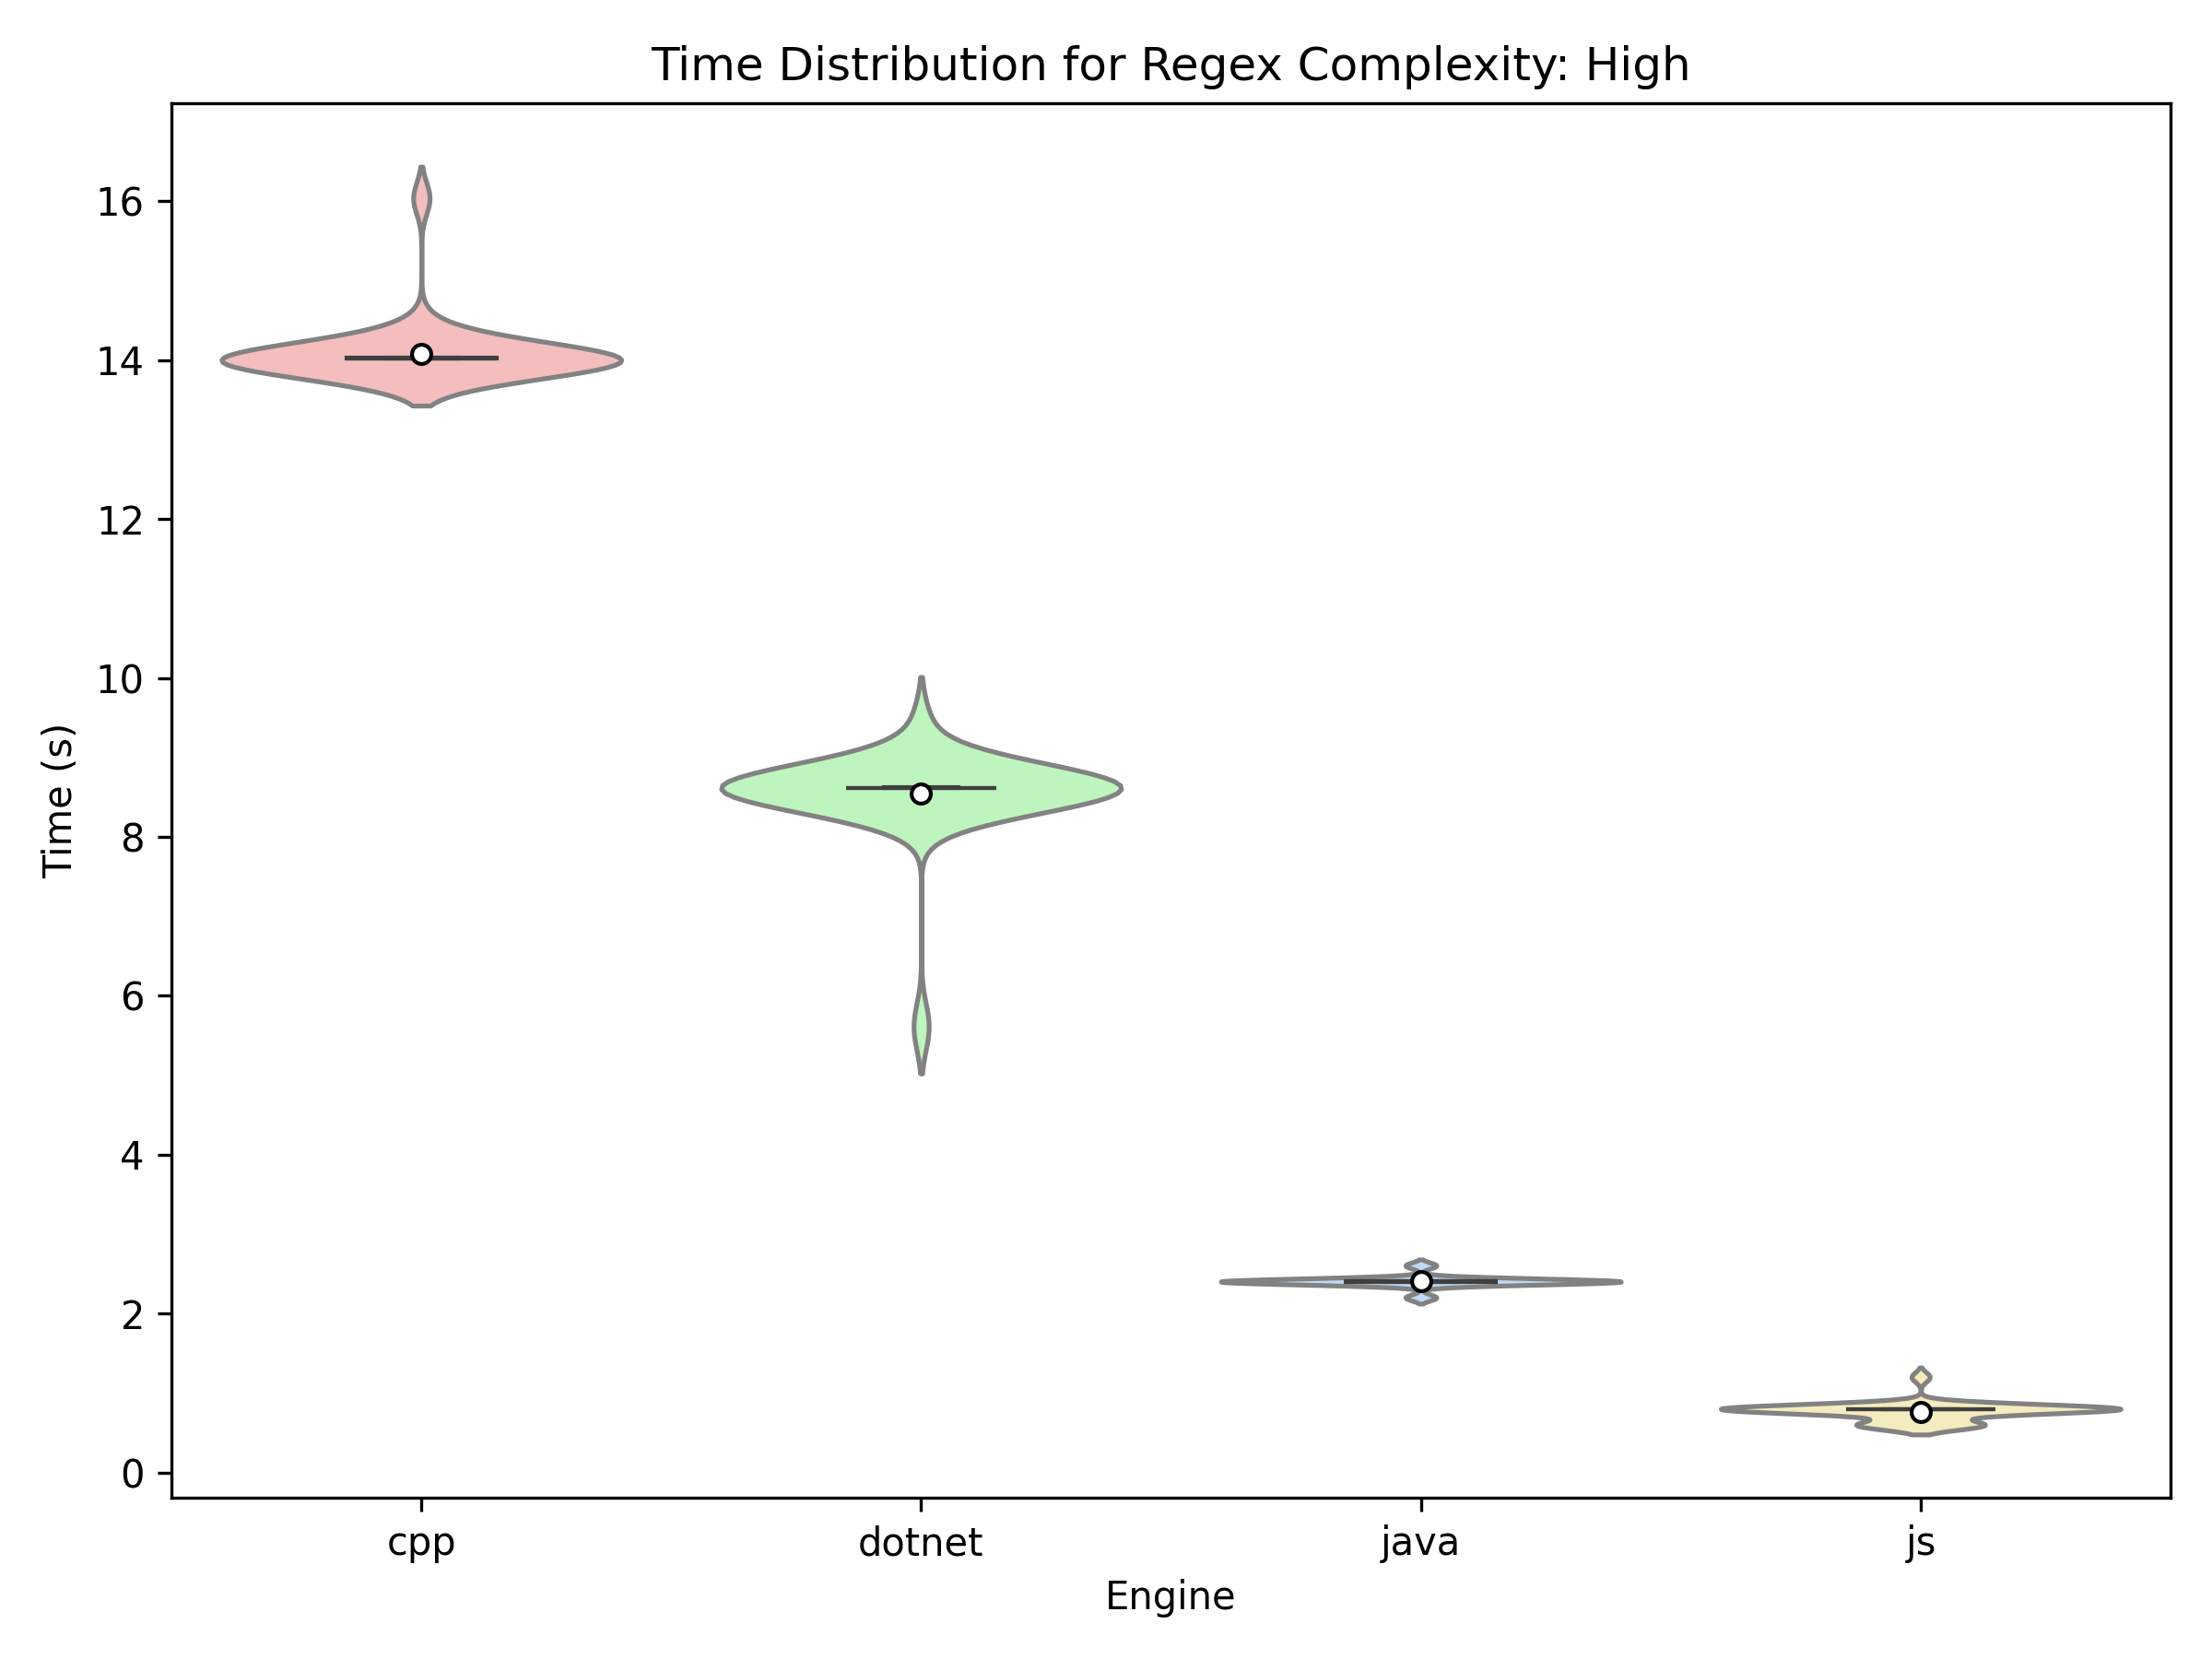 Time Distribution for Regex Complexity: High
16
14
12
10
8
6
4
2
0
Time (s)
cpp
dotnet
java
js
Engine